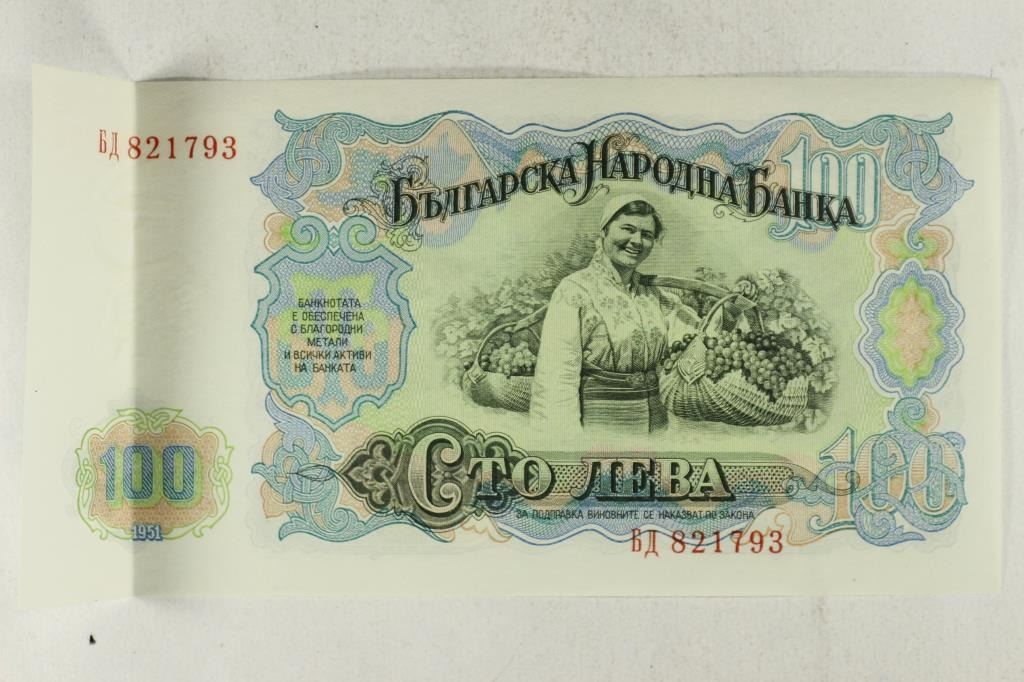 БД 821793
БЪЛГАРСКА НАРОДНА БАНКА
100
БАНКНОТАТА
Е ОБЕСПЕЧЕНА
С БЛАГОРОДНИ
МЕТАЛИ
И ВСИЧКИ АКТИВИ
НА БАНКАТА
100
1951
СТО ЛЕВА
100
ЗА ПОДПРАВКА ВИНОВНИТЕ СЕ НАКАЗВАТ ПО ЗАКОНА
БД 821793